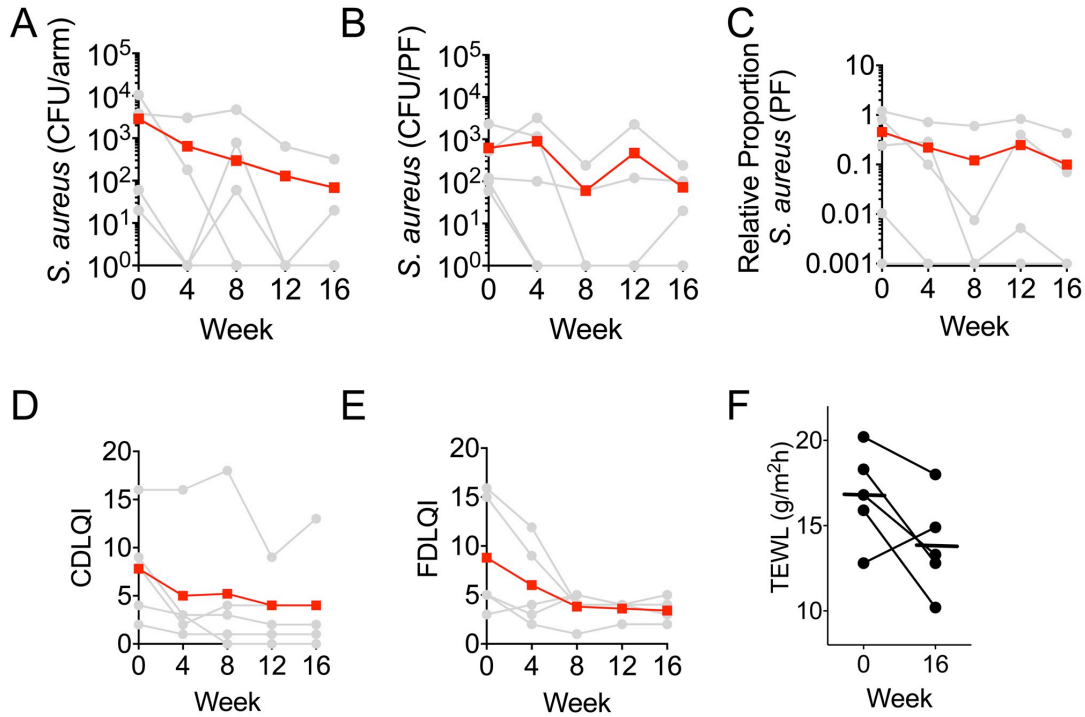 A
S. aureus (CFU/arm)
10^5
10^4
10^3
10^2
10^1
10^0
0 4 8 12 16
Week
B
S. aureus (CFU/PF)
10^5
10^4
10^3
10^2
10^1
10^0
0 4 8 12 16
Week
C
Relative Proportion
S. aureus (PF)
10
1
0.1
0.01
0.001
0 4 8 12 16
Week
D
CDLQI
20
15
10
5
0
0 4 8 12 16
Week
E
FDLQI
20
15
10
5
0
0 4 8 12 16
Week
F
TEWL (g/m²h)
20
15
10
0 16
Week